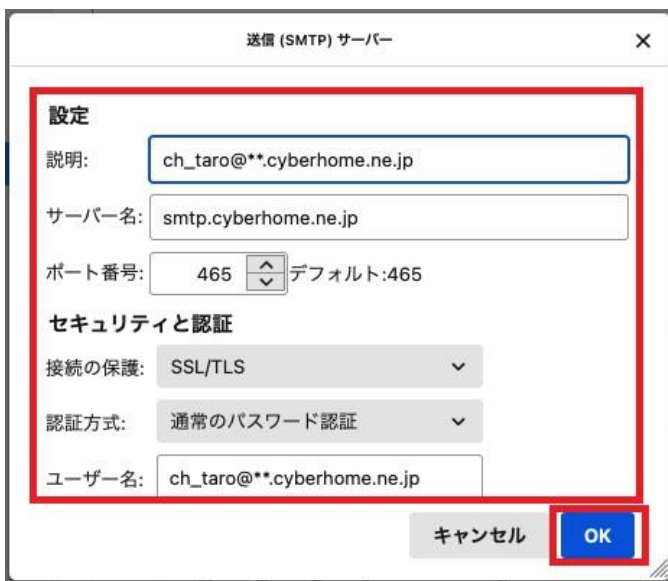 送信 (SMTP) サーバー
設定
説明: ch_taro@**.cyberhome.ne.jp
サーバー名: smtp.cyberhome.ne.jp
ポート番号: 465 デフォルト:465
セキュリティと認証
接続の保護: SSL/TLS
認証方式: 通常のパスワード認証
ユーザー名: ch_taro@**.cyberhome.ne.jp
キャンセル OK